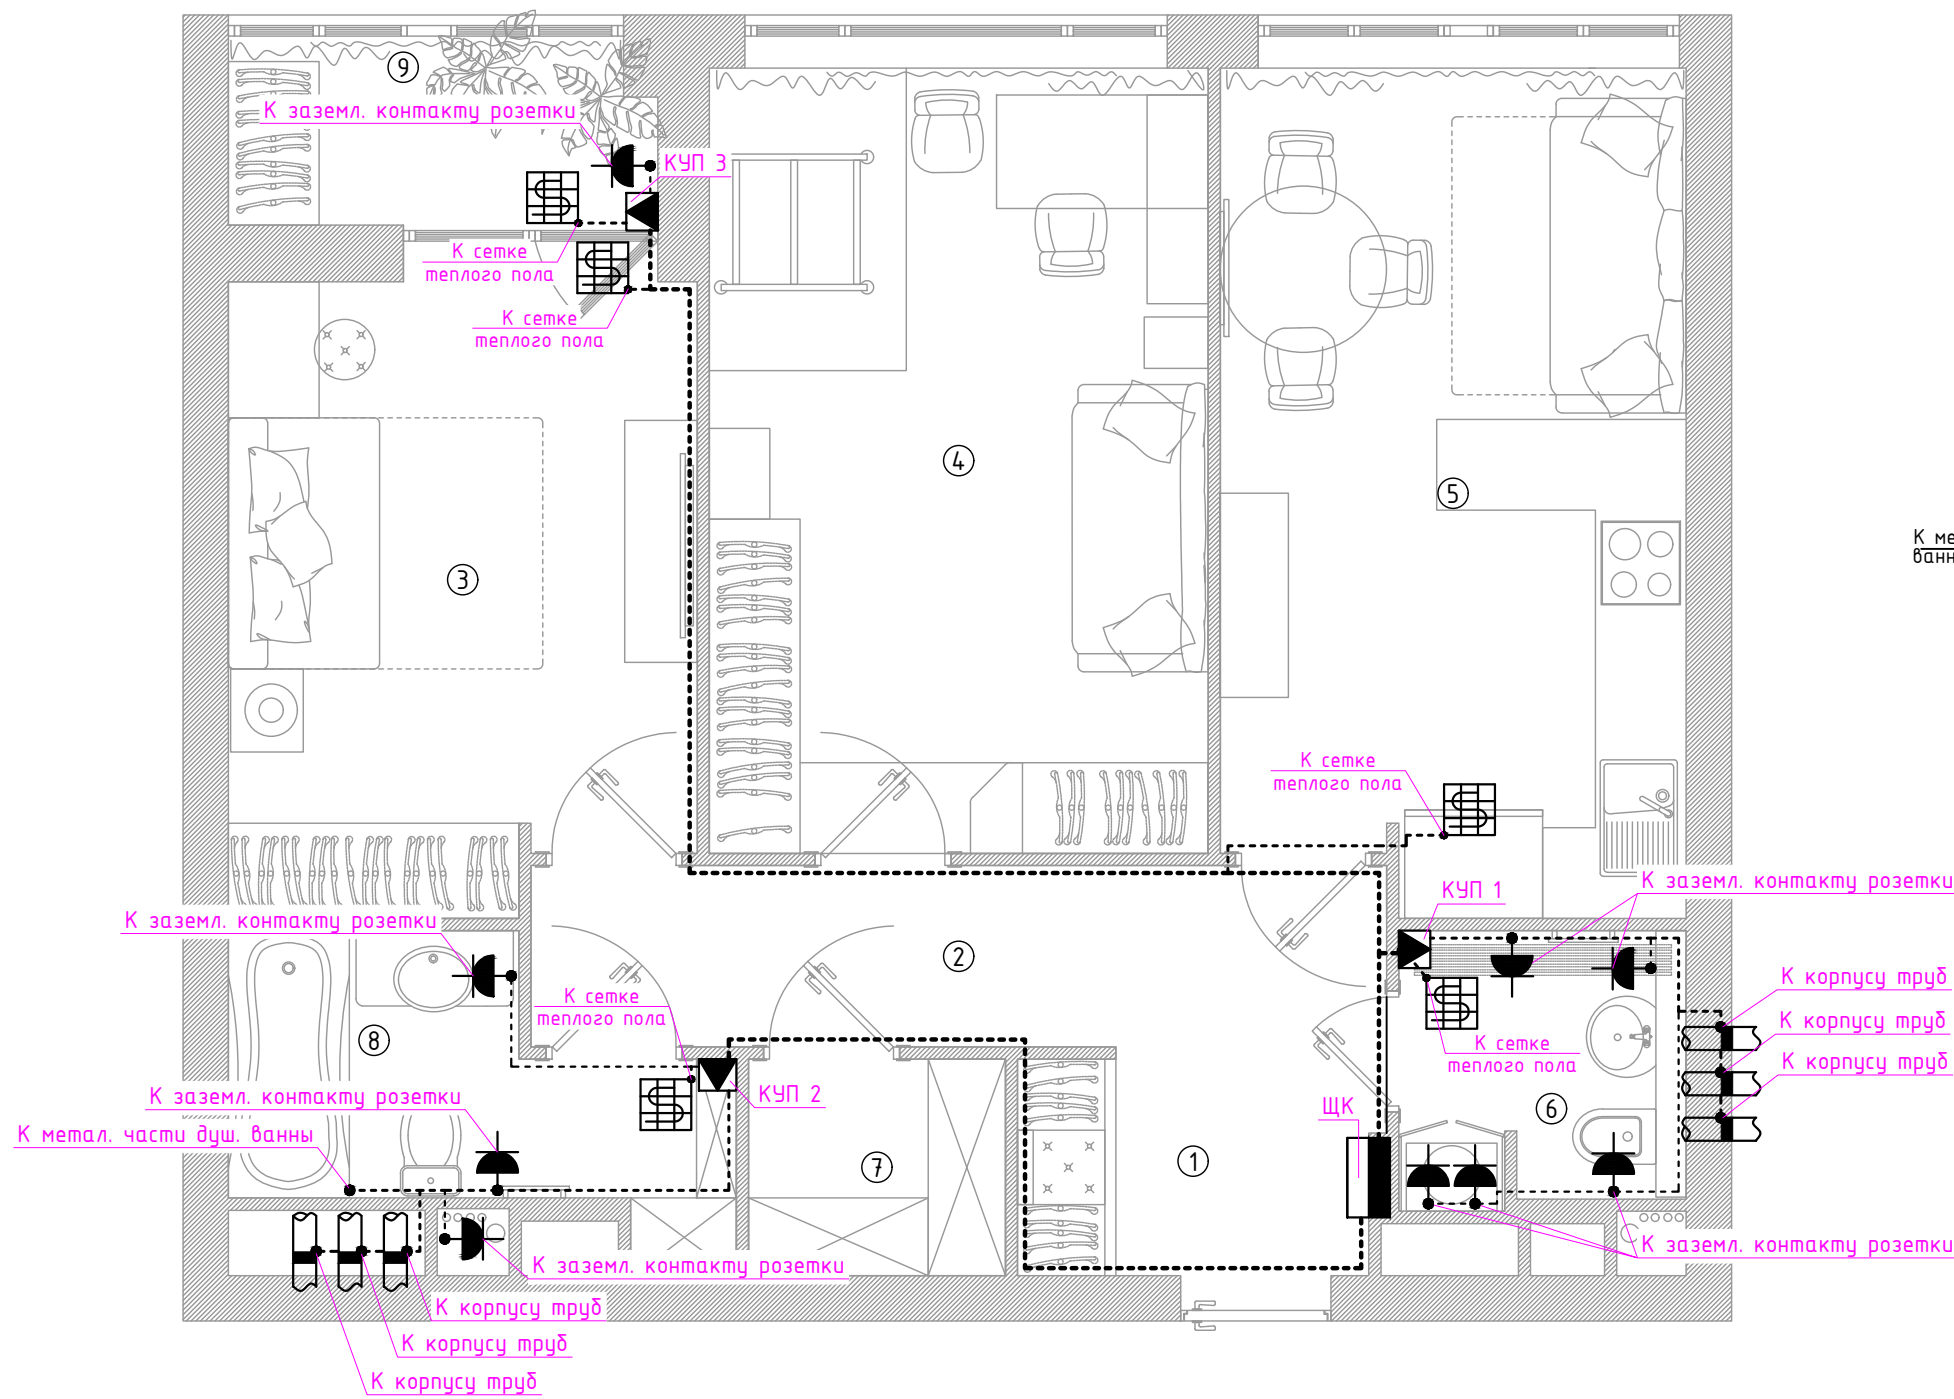 9
К заземл. контакту розетки
КУП 3
К сетке
теплого пола
К сетке
теплого пола
4
5
К ме
ванн
3
К сетке
теплого пола
КУП 1
К заземл. контакту розетки
К заземл. контакту розетки
2
К сетке
теплого пола
К корпусу труб
К корпусу труб
К корпусу труб
8
К сетке
теплого пола
КУП 2
К заземл. контакту розетки
ЩК
6
К метал. части душ. ванны
7
1
К заземл. контакту розетки
К заземл. контакту розетки
К корпусу труб
К корпусу труб
К корпусу труб